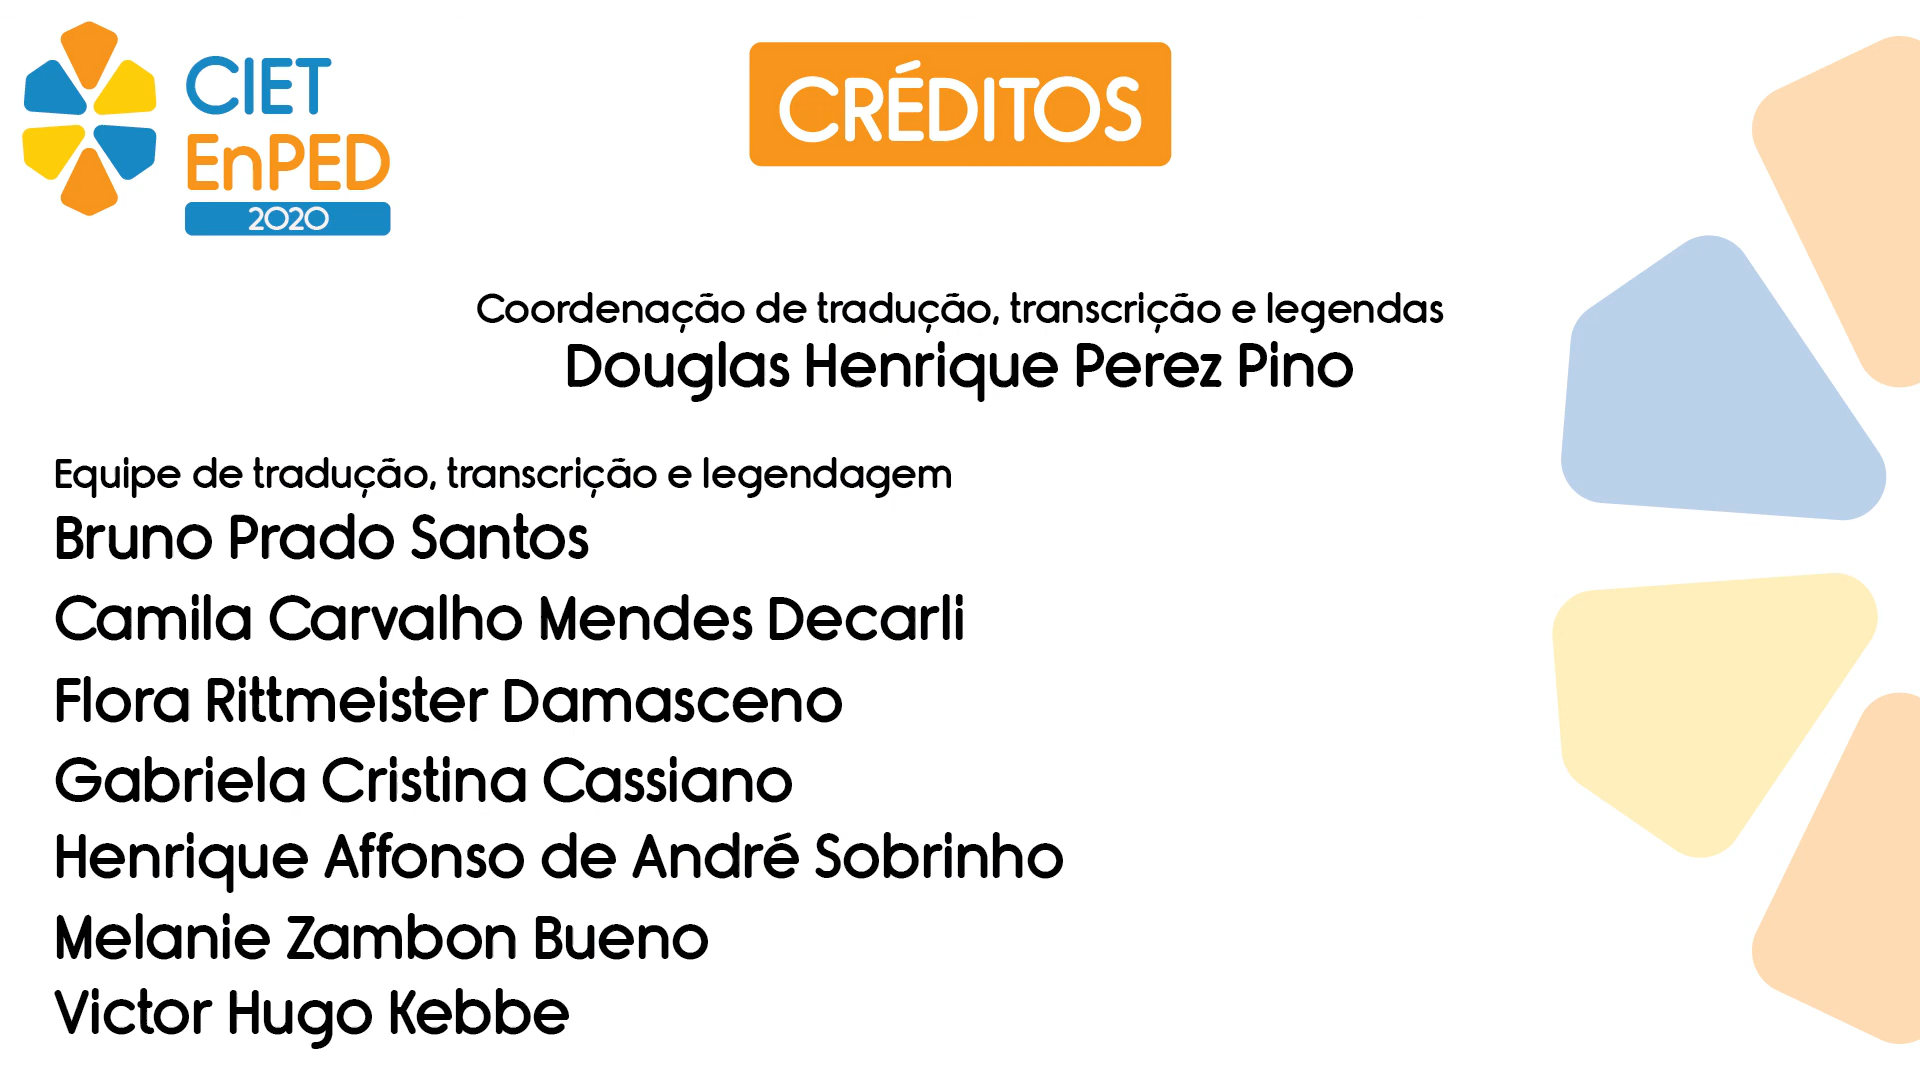 CIET
EnPED
2020
CRÉDITOS
Coordenação de tradução, transcrição e legendas
Douglas Henrique Perez Pino
Equipe de tradução, transcrição e legendagem
Bruno Prado Santos
Camila Carvalho Mendes Decarli
Flora Rittmeister Damasceno
Gabriela Cristina Cassiano
Henrique Affonso de André Sobrinho
Melanie Zambon Bueno
Victor Hugo Kebbe